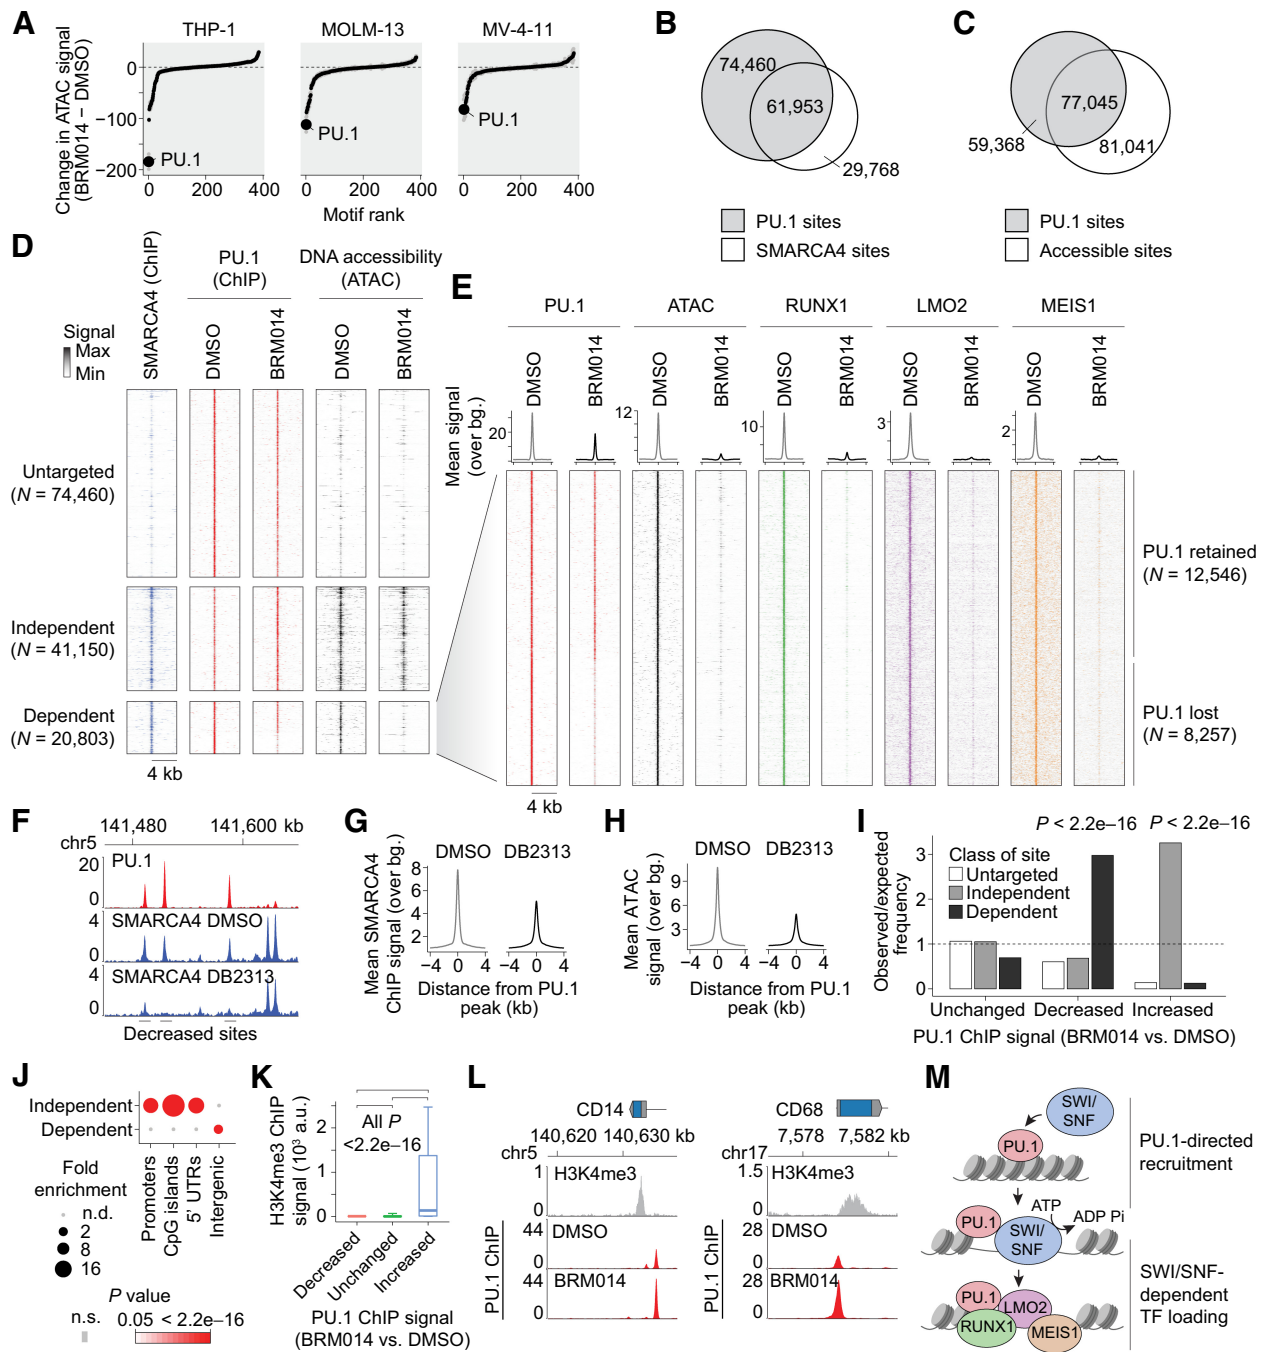 A
THP-1
MOLM-13
MV-4-11
Change in ATAC signal
(BRM014 − DMSO)
0
−100
−200
PU.1
PU.1
PU.1
0 200 400
0 200 400
0 200 400
Motif rank
B
74,460
61,953
29,768
PU.1 sites
SMARCA4 sites
C
77,045
59,368
81,041
PU.1 sites
Accessible sites
D
SMARCA4 (ChIP)
PU.1
(ChIP)
DNA accessibility
(ATAC)
Signal
Max
Min
DMSO
BRM014
DMSO
BRM014
Untargeted
(N = 74,460)
Independent
(N = 41,150)
Dependent
(N = 20,803)
4 kb
E
PU.1
ATAC
RUNX1
LMO2
MEIS1
DMSO
BRM014
DMSO
BRM014
DMSO
BRM014
DMSO
BRM014
DMSO
BRM014
Mean signal
(over bg.)
20
12
10
3
2
PU.1 retained
(N = 12,546)
PU.1 lost
(N = 8,257)
4 kb
F
141,480
141,600 kb
chr5
20
PU.1
0
4
SMARCA4 DMSO
0
4
SMARCA4 DB2313
0
Decreased sites
G
Mean SMARCA4
ChIP signal (over bg.)
DMSO
DB2313
8
6
4
2
−4 0 4
−4 0 4
Distance from PU.1
peak (kb)
H
Mean ATAC
signal (over bg.)
DMSO
DB2313
9
6
3
−4 0 4
−4 0 4
Distance from PU.1
peak (kb)
I
P < 2.2e−16
P < 2.2e−16
Observed/expected
frequency
3
2
1
0
Class of site
Untargeted
Independent
Dependent
Unchanged
Decreased
Increased
PU.1 ChIP signal (BRM014 vs. DMSO)
J
Independent
Dependent
Promoters
CpG islands
5' UTRs
Intergenic
Fold
enrichment
n.d.
2
8
16
P value
n.s.
0.05 < 2.2e−16
K
H3K4me3 ChIP
signal (10³ a.u.)
2
1
0
All P
<2.2e−16
Decreased
Unchanged
Increased
PU.1 ChIP signal
(BRM014 vs. DMSO)
L
CD14
140,620
140,630 kb
chr5
1
H3K4me3
0
PU.1 ChIP
44
DMSO
0
44
BRM014
0
CD68
7,578
7,582 kb
chr17
1.5
H3K4me3
0
PU.1 ChIP
28
DMSO
0
28
BRM014
0
M
SWI/
SNF
PU.1
PU.1-directed
recruitment
ATP
ADP Pi
PU.1
SWI/
SNF
SWI/SNF-
dependent
TF loading
PU.1
LMO2
RUNX1
MEIS1